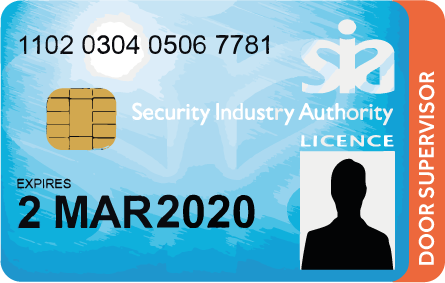 1102 0304 0506 7781
sia
Security Industry Authority
LICENCE
EXPIRES
2 MAR 2020
DOOR SUPERVISOR